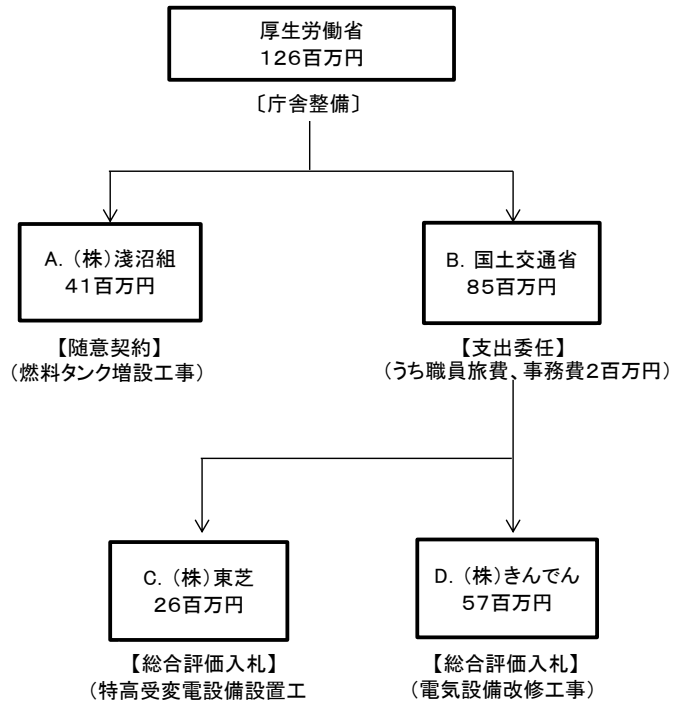 厚生労働省
126百万円
〔庁舎整備〕
A. (株)淺沼組
41百万円
【随意契約】
(燃料タンク増設工事)
B. 国土交通省
85百万円
【支出委任】
(うち職員旅費、事務費2百万円)
C. (株)東芝
26百万円
【総合評価入札】
(特高受変電設備設置工
D. (株)きんでん
57百万円
【総合評価入札】
(電気設備改修工事)